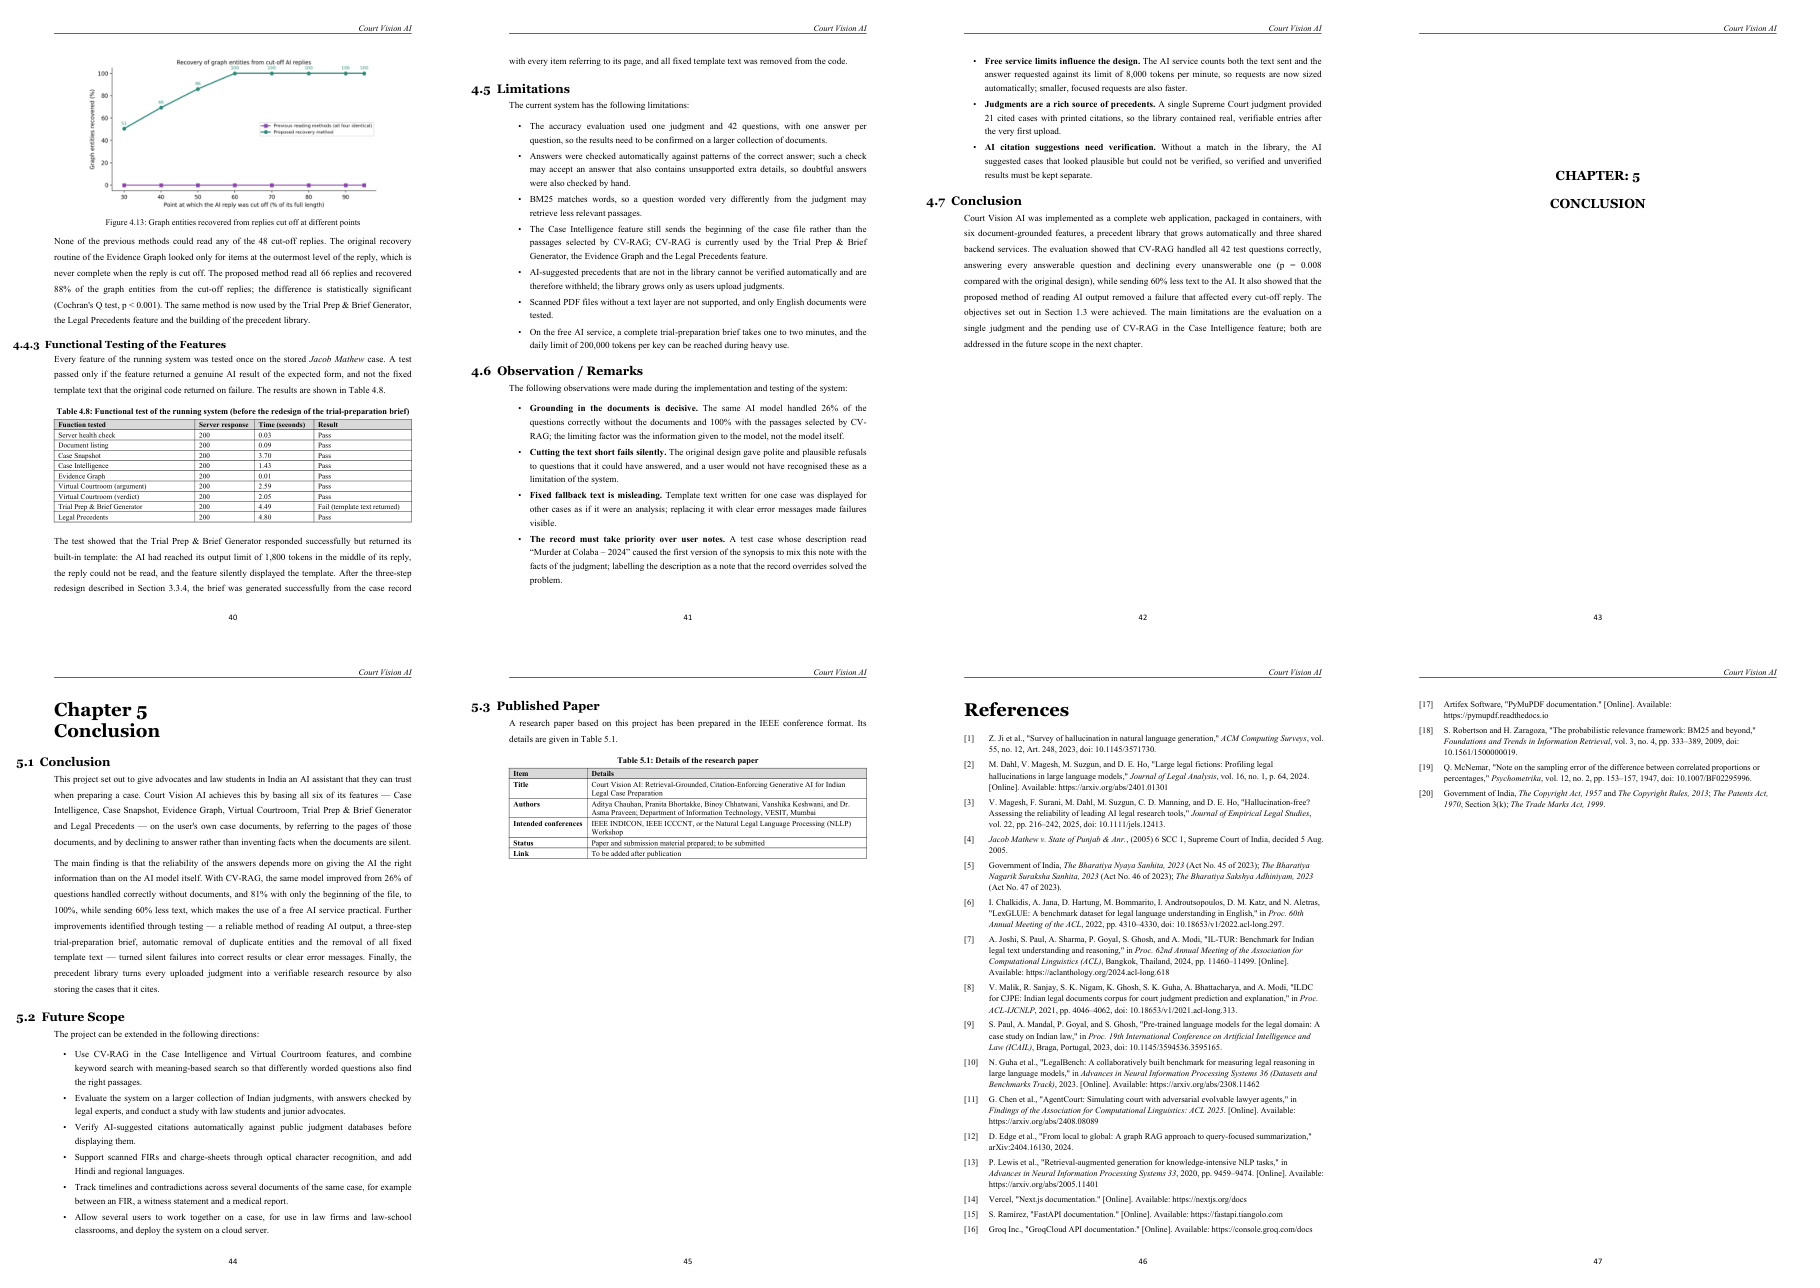 Court Vision AI
Recovery of graph entities from cut-off AI replies
Graph entities recovered (%)
100
80
60
40
20
0
51
69
86
100
100
100
100
100
Previous reading methods (all four identical)
Proposed recovery method
30 40 50 60 70 80 90
Point at which the AI reply was cut off (% of its full length)
Figure 4.13: Graph entities recovered from replies cut off at different points
None of the previous methods could read any of the 48 cut-off replies. The original recovery
routine of the Evidence Graph looked only for items at the outermost level of the reply, which is
never complete when the reply is cut off. The proposed method read all 66 replies and recovered
88% of the graph entities from the cut-off replies; the difference is statistically significant
(Cochran's Q test, p < 0.001). The same method is now used by the Trial Prep & Brief Generator,
the Legal Precedents feature and the building of the precedent library.
4.4.3 Functional Testing of the Features
Every feature of the running system was tested once on the stored Jacob Mathew case. A test
passed only if the feature returned a genuine AI result of the expected form, and not the fixed
template text that the original code returned on failure. The results are shown in Table 4.8.
Table 4.8: Functional test of the running system (before the redesign of the trial-preparation brief)
Function tested Server response Time (seconds) Result
Server health check 200 0.03 Pass
Document listing 200 0.09 Pass
Case Snapshot 200 3.70 Pass
Case Intelligence 200 1.43 Pass
Evidence Graph 200 0.01 Pass
Virtual Courtroom (argument) 200 2.59 Pass
Virtual Courtroom (verdict) 200 2.05 Pass
Trial Prep & Brief Generator 200 4.49 Fail (template text returned)
Legal Precedents 200 4.80 Pass
The test showed that the Trial Prep & Brief Generator responded successfully but returned its
built-in template: the AI had reached its output limit of 1,800 tokens in the middle of its reply,
the reply could not be read, and the feature silently displayed the template. After the three-step
redesign described in Section 3.3.4, the brief was generated successfully from the case record
40
Court Vision AI
with every item referring to its page, and all fixed template text was removed from the code.
4.5 Limitations
The current system has the following limitations:
• The accuracy evaluation used one judgment and 42 questions, with one answer per
question, so the results need to be confirmed on a larger collection of documents.
• Answers were checked automatically against patterns of the correct answer; such a check
may accept an answer that also contains unsupported extra details, so doubtful answers
were also checked by hand.
• BM25 matches words, so a question worded very differently from the judgment may
retrieve less relevant passages.
• The Case Intelligence feature still sends the beginning of the case file rather than the
passages selected by CV-RAG; CV-RAG is currently used by the Trial Prep & Brief
Generator, the Evidence Graph and the Legal Precedents feature.
• AI-suggested precedents that are not in the library cannot be verified automatically and are
therefore withheld; the library grows only as users upload judgments.
• Scanned PDF files without a text layer are not supported, and only English documents were
tested.
• On the free AI service, a complete trial-preparation brief takes one to two minutes, and the
daily limit of 200,000 tokens per key can be reached during heavy use.
4.6 Observation / Remarks
The following observations were made during the implementation and testing of the system:
• Grounding in the documents is decisive. The same AI model handled 26% of the
questions correctly without the documents and 100% with the passages selected by CV-
RAG; the limiting factor was the information given to the model, not the model itself.
• Cutting the text short fails silently. The original design gave polite and plausible refusals
to questions that it could have answered, and a user would not have recognised these as a
limitation of the system.
• Fixed fallback text is misleading. Template text written for one case was displayed for
other cases as if it were an analysis; replacing it with clear error messages made failures
visible.
• The record must take priority over user notes. A test case whose description read
“Murder at Colaba – 2024” caused the first version of the synopsis to mix this note with the
facts of the judgment; labelling the description as a note that the record overrides solved the
problem.
41
Court Vision AI
• Free service limits influence the design. The AI service counts both the text sent and the
answer requested against its limit of 8,000 tokens per minute, so requests are now sized
automatically; smaller, focused requests are also faster.
• Judgments are a rich source of precedents. A single Supreme Court judgment provided
21 cited cases with printed citations, so the library contained real, verifiable entries after
the very first upload.
• AI citation suggestions need verification. Without a match in the library, the AI
suggested cases that looked plausible but could not be verified, so verified and unverified
results must be kept separate.
4.7 Conclusion
Court Vision AI was implemented as a complete web application, packaged in containers, with
six document-grounded features, a precedent library that grows automatically and three shared
backend services. The evaluation showed that CV-RAG handled all 42 test questions correctly,
answering every answerable question and declining every unanswerable one (p = 0.008
compared with the original design), while sending 60% less text to the AI. It also showed that the
proposed method of reading AI output removed a failure that affected every cut-off reply. The
objectives set out in Section 1.3 were achieved. The main limitations are the evaluation on a
single judgment and the pending use of CV-RAG in the Case Intelligence feature; both are
addressed in the future scope in the next chapter.
42
Court Vision AI
CHAPTER: 5
CONCLUSION
43
Court Vision AI
Chapter 5
Conclusion
5.1 Conclusion
This project set out to give advocates and law students in India an AI assistant that they can trust
when preparing a case. Court Vision AI achieves this by basing all six of its features — Case
Intelligence, Case Snapshot, Evidence Graph, Virtual Courtroom, Trial Prep & Brief Generator
and Legal Precedents — on the user's own case documents, by referring to the pages of those
documents, and by declining to answer rather than inventing facts when the documents are silent.
The main finding is that the reliability of the answers depends more on giving the AI the right
information than on the AI model itself. With CV-RAG, the same model improved from 26% of
questions handled correctly without documents, and 81% with only the beginning of the file, to
100%, while sending 60% less text, which makes the use of a free AI service practical. Further
improvements identified through testing — a reliable method of reading AI output, a three-step
trial-preparation brief, automatic removal of duplicate entities and the removal of all fixed
template text — turned silent failures into correct results or clear error messages. Finally, the
precedent library turns every uploaded judgment into a verifiable research resource by also
storing the cases that it cites.
5.2 Future Scope
The project can be extended in the following directions:
• Use CV-RAG in the Case Intelligence and Virtual Courtroom features, and combine
keyword search with meaning-based search so that differently worded questions also find
the right passages.
• Evaluate the system on a larger collection of Indian judgments, with answers checked by
legal experts, and conduct a study with law students and junior advocates.
• Verify AI-suggested citations automatically against public judgment databases before
displaying them.
• Support scanned FIRs and charge-sheets through optical character recognition, and add
Hindi and regional languages.
• Track timelines and contradictions across several documents of the same case, for example
between an FIR, a witness statement and a medical report.
• Allow several users to work together on a case, for use in law firms and law-school
classrooms, and deploy the system on a cloud server.
44
Court Vision AI
5.3 Published Paper
A research paper based on this project has been prepared in the IEEE conference format. Its
details are given in Table 5.1.
Table 5.1: Details of the research paper
Item Details
Title Court Vision AI: Retrieval-Grounded, Citation-Enforcing Generative AI for Indian
Legal Case Preparation
Authors Aditya Chauhan, Pranita Bhortakke, Binoy Chhatwani, Vanshika Keshwani, and Dr.
Asma Praveen; Department of Information Technology, VESIT, Mumbai
Intended conferences IEEE INDICON, IEEE ICCCNT, or the Natural Legal Language Processing (NLLP)
Workshop
Status Paper and submission material prepared; to be submitted
Link To be added after publication
45
Court Vision AI
References
[1] Z. Ji et al., "Survey of hallucination in natural language generation," ACM Computing Surveys, vol.
55, no. 12, Art. 248, 2023, doi: 10.1145/3571730.
[2] M. Dahl, V. Magesh, M. Suzgun, and D. E. Ho, "Large legal fictions: Profiling legal
hallucinations in large language models," Journal of Legal Analysis, vol. 16, no. 1, p. 64, 2024.
[Online]. Available: https://arxiv.org/abs/2401.01301
[3] V. Magesh, F. Surani, M. Dahl, M. Suzgun, C. D. Manning, and D. E. Ho, "Hallucination-free?
Assessing the reliability of leading AI legal research tools," Journal of Empirical Legal Studies,
vol. 22, pp. 216–242, 2025, doi: 10.1111/jels.12413.
[4] Jacob Mathew v. State of Punjab & Anr., (2005) 6 SCC 1, Supreme Court of India, decided 5 Aug.
2005.
[5] Government of India, The Bharatiya Nyaya Sanhita, 2023 (Act No. 45 of 2023); The Bharatiya
Nagarik Suraksha Sanhita, 2023 (Act No. 46 of 2023); The Bharatiya Sakshya Adhiniyam, 2023
(Act No. 47 of 2023).
[6] I. Chalkidis, A. Jana, D. Hartung, M. Bommarito, I. Androutsopoulos, D. M. Katz, and N. Aletras,
"LexGLUE: A benchmark dataset for legal language understanding in English," in Proc. 60th
Annual Meeting of the ACL, 2022, pp. 4310–4330, doi: 10.18653/v1/2022.acl-long.297.
[7] A. Joshi, S. Paul, A. Sharma, P. Goyal, S. Ghosh, and A. Modi, "IL-TUR: Benchmark for Indian
legal text understanding and reasoning," in Proc. 62nd Annual Meeting of the Association for
Computational Linguistics (ACL), Bangkok, Thailand, 2024, pp. 11460–11499. [Online].
Available: https://aclanthology.org/2024.acl-long.618
[8] V. Malik, R. Sanjay, S. K. Nigam, K. Ghosh, S. K. Guha, A. Bhattacharya, and A. Modi, "ILDC
for CJPE: Indian legal documents corpus for court judgment prediction and explanation," in Proc.
ACL-IJCNLP, 2021, pp. 4046–4062, doi: 10.18653/v1/2021.acl-long.313.
[9] S. Paul, A. Mandal, P. Goyal, and S. Ghosh, "Pre-trained language models for the legal domain: A
case study on Indian law," in Proc. 19th International Conference on Artificial Intelligence and
Law (ICAIL), Braga, Portugal, 2023, doi: 10.1145/3594536.3595165.
[10] N. Guha et al., "LegalBench: A collaboratively built benchmark for measuring legal reasoning in
large language models," in Advances in Neural Information Processing Systems 36 (Datasets and
Benchmarks Track), 2023. [Online]. Available: https://arxiv.org/abs/2308.11462
[11] G. Chen et al., "AgentCourt: Simulating court with adversarial evolvable lawyer agents," in
Findings of the Association for Computational Linguistics: ACL 2025. [Online]. Available:
https://arxiv.org/abs/2408.08089
[12] D. Edge et al., "From local to global: A graph RAG approach to query-focused summarization,"
arXiv:2404.16130, 2024.
[13] P. Lewis et al., "Retrieval-augmented generation for knowledge-intensive NLP tasks," in
Advances in Neural Information Processing Systems 33, 2020, pp. 9459–9474. [Online]. Available:
https://arxiv.org/abs/2005.11401
[14] Vercel, "Next.js documentation." [Online]. Available: https://nextjs.org/docs
[15] S. Ramírez, "FastAPI documentation." [Online]. Available: https://fastapi.tiangolo.com
[16] Groq Inc., "GroqCloud API documentation." [Online]. Available: https://console.groq.com/docs
46
Court Vision AI
[17] Artifex Software, "PyMuPDF documentation." [Online]. Available:
https://pymupdf.readthedocs.io
[18] S. Robertson and H. Zaragoza, "The probabilistic relevance framework: BM25 and beyond,"
Foundations and Trends in Information Retrieval, vol. 3, no. 4, pp. 333–389, 2009, doi:
10.1561/1500000019.
[19] Q. McNemar, "Note on the sampling error of the difference between correlated proportions or
percentages," Psychometrika, vol. 12, no. 2, pp. 153–157, 1947, doi: 10.1007/BF02295996.
[20] Government of India, The Copyright Act, 1957 and The Copyright Rules, 2013; The Patents Act,
1970, Section 3(k); The Trade Marks Act, 1999.
47